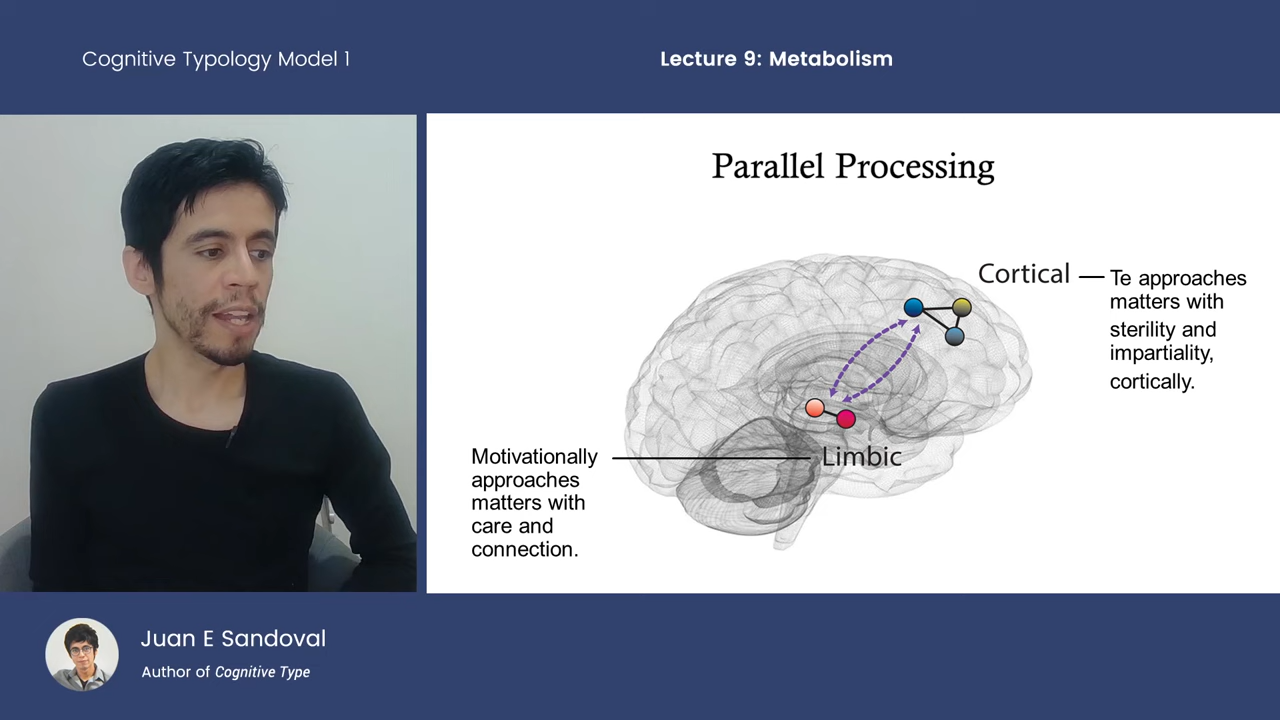 Cognitive Typology Model 1
Lecture 9: Metabolism
Parallel Processing
Cortical
Te approaches
matters with
sterility and
impartiality,
cortically.
Motivationally
approaches
matters with
care and
connection.
Limbic
Juan E Sandoval
Author of Cognitive Type